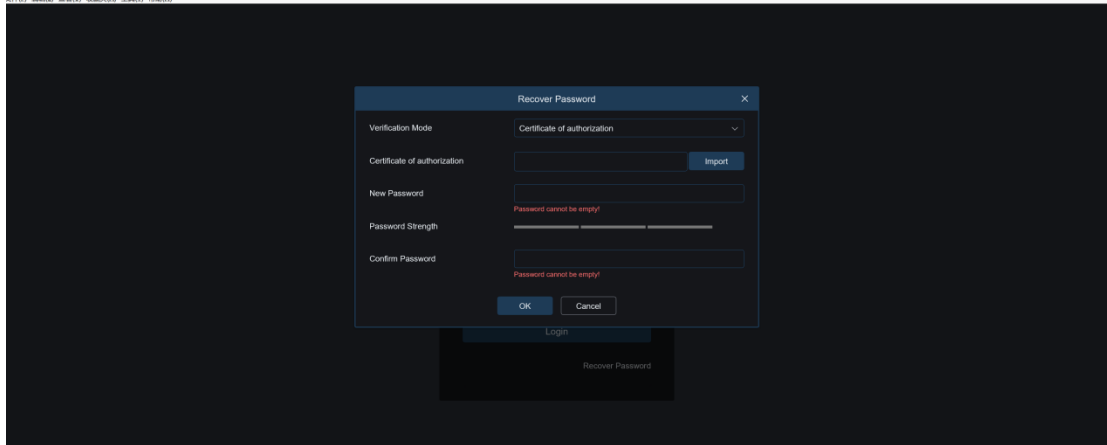 Recover Password
Verification Mode
Certificate of authorization
Certificate of authorization
Import
New Password
Password cannot be empty!
Password Strength
Confirm Password
Password cannot be empty!
OK
Cancel
Login
Recover Password